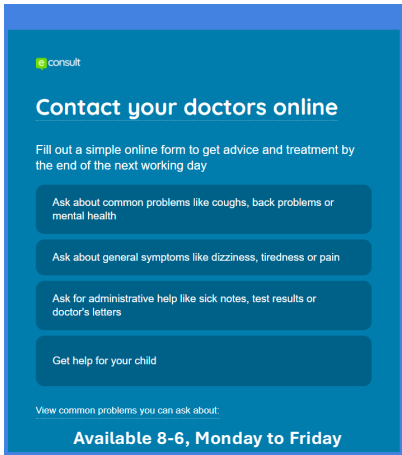 e consult
Contact your doctors online
Fill out a simple online form to get advice and treatment by
the end of the next working day
Ask about common problems like coughs, back problems or
mental health
Ask about general symptoms like dizziness, tiredness or pain
Ask for administrative help like sick notes, test results or
doctor's letters
Get help for your child
View common problems you can ask about:
Available 8-6, Monday to Friday